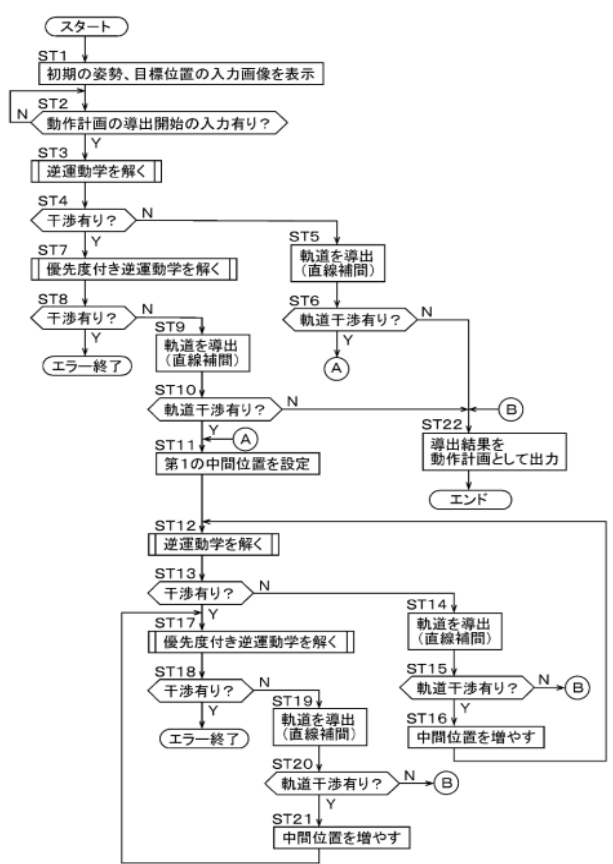 スタート
ST1
初期の姿勢、目標位置の入力画像を表示
ST2
N
動作計画の導出開始の入力有り?
Y
ST3
逆運動学を解く
ST4
干渉有り?
N
Y
ST5
軌道を導出
(直線補間)
ST7
優先度付き逆運動学を解く
ST6
軌道干渉有り?
N
Y
A
ST8
干渉有り?
N
Y
エラー終了
ST9
軌道を導出
(直線補間)
ST10
軌道干渉有り?
N
B
Y
A
ST22
導出結果を
動作計画として出力
エンド
ST11
第1の中間位置を設定
ST12
逆運動学を解く
ST13
干渉有り?
N
Y
ST14
軌道を導出
(直線補間)
ST17
優先度付き逆運動学を解く
ST15
軌道干渉有り?
N
B
Y
ST18
干渉有り?
N
Y
エラー終了
ST16
中間位置を増やす
ST19
軌道を導出
(直線補間)
ST20
軌道干渉有り?
N
B
Y
ST21
中間位置を増やす